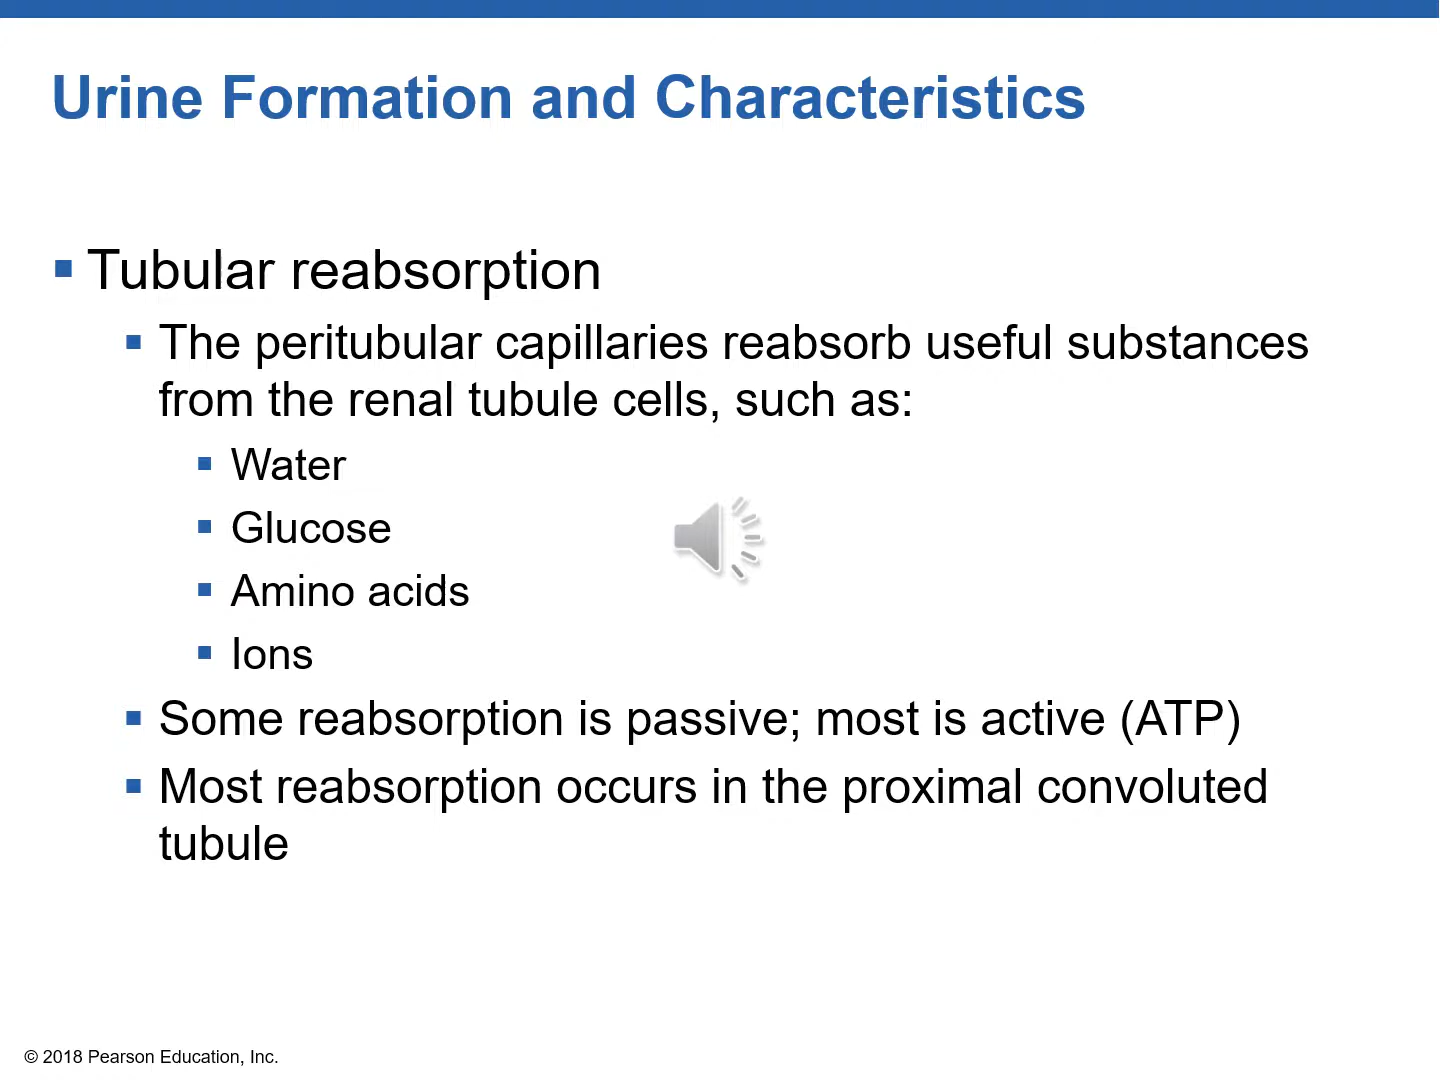 Urine Formation and Characteristics
Tubular reabsorption
The peritubular capillaries reabsorb useful substances
from the renal tubule cells, such as:
Water
Glucose
Amino acids
Ions
Some reabsorption is passive; most is active (ATP)
Most reabsorption occurs in the proximal convoluted
tubule
© 2018 Pearson Education, Inc.